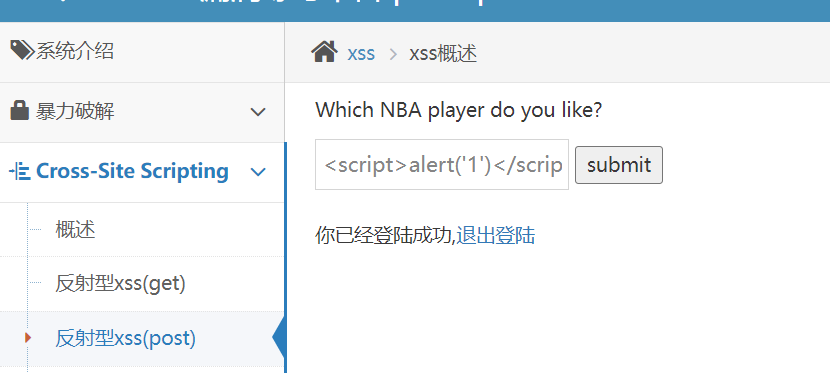 系统介绍
暴力破解
Cross-Site Scripting
概述
反射型xss(get)
反射型xss(post)
xss > xss概述
Which NBA player do you like?
<script>alert('1')</scrip
submit
你已经登陆成功,退出登陆